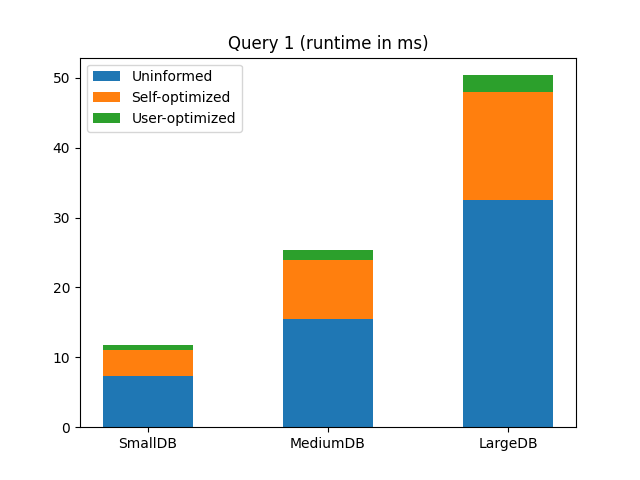 Query 1 (runtime in ms)
Uninformed
Self-optimized
User-optimized
50
40
30
20
10
0
SmallDB
MediumDB
LargeDB